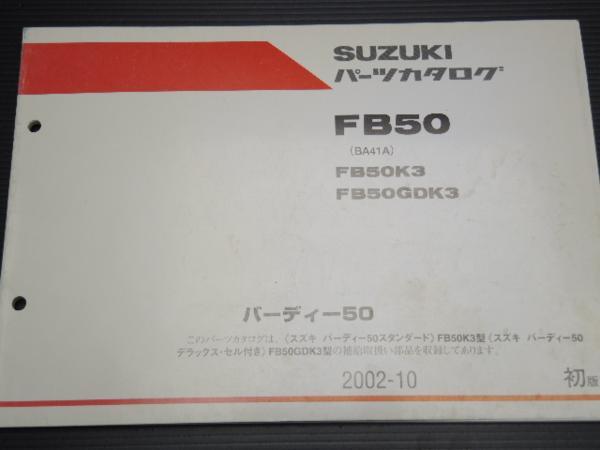 SUZUKI
パーツカタログ
FB50
(BA41A)
FB50K3
FB50GDK3
バーディー50
このパーツカタログは、〈スズキ バーディー50スタンダード〉FB50K3型〈スズキ バーディー50
デラックス・セル付き〉FB50GDK3型の補給取扱い部品を収録してあります。
2002-10
初版